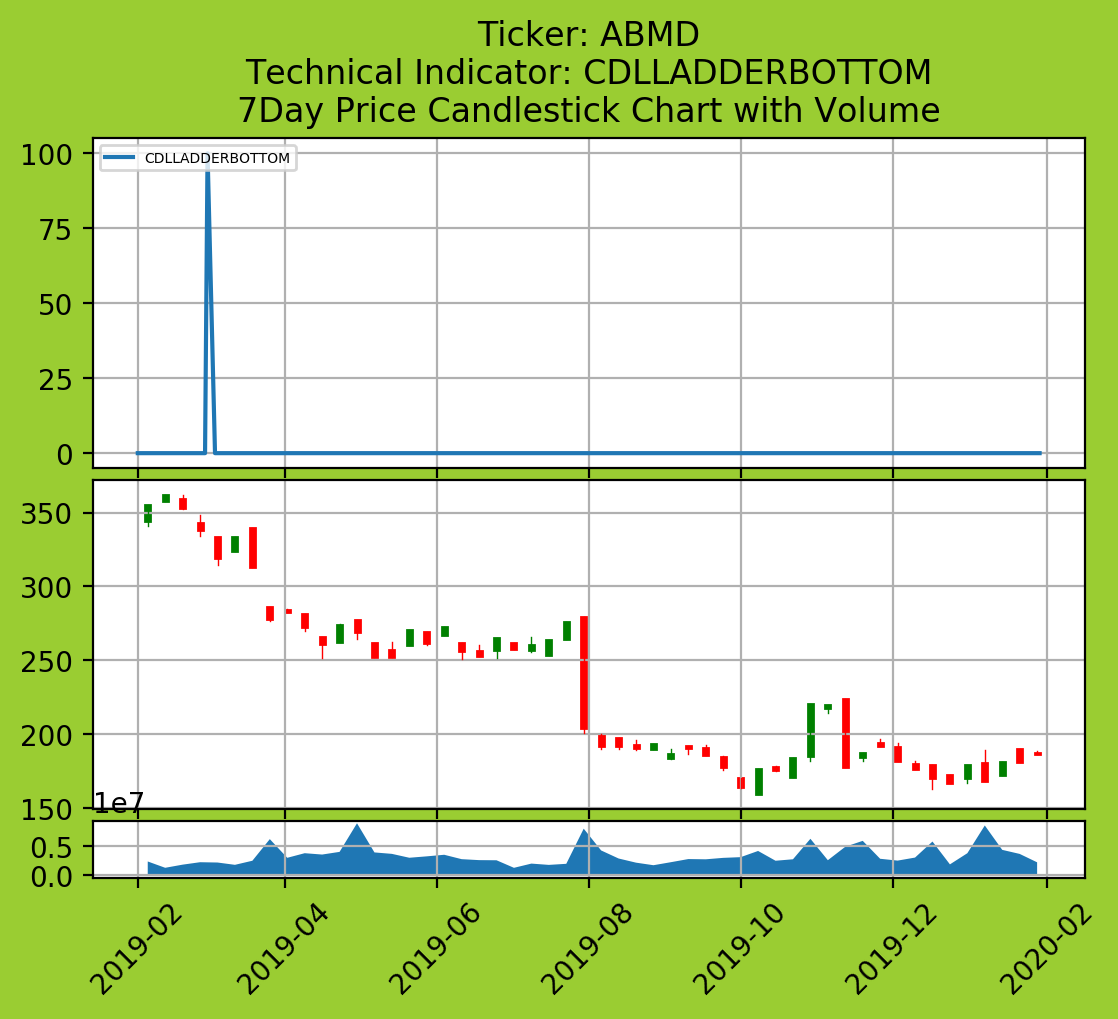 Ticker: ABMD
Technical Indicator: CDLLADDERBOTTOM
7Day Price Candlestick Chart with Volume
100
CDLLADDERBOTTOM
75
50
25
0
350
300
250
200
150
1e7
0.5
0.0
2019-02 2019-04 2019-06 2019-08 2019-10 2019-12 2020-02